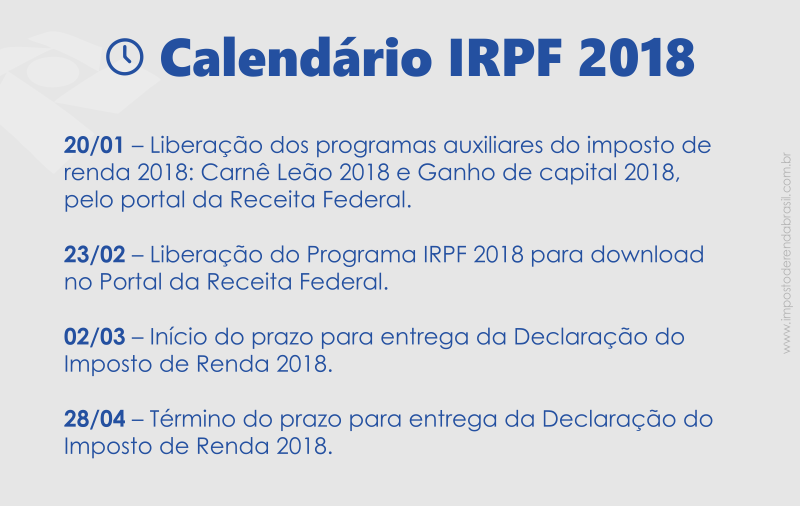 Calendário IRPF 2018
20/01 – Liberação dos programas auxiliares do imposto de
renda 2018: Carnê Leão 2018 e Ganho de capital 2018,
pelo portal da Receita Federal.
23/02 – Liberação do Programa IRPF 2018 para download
no Portal da Receita Federal.
02/03 – Início do prazo para entrega da Declaração do
Imposto de Renda 2018.
28/04 – Término do prazo para entrega da Declaração do
Imposto de Renda 2018.
www.impostoderendabrasil.com.br